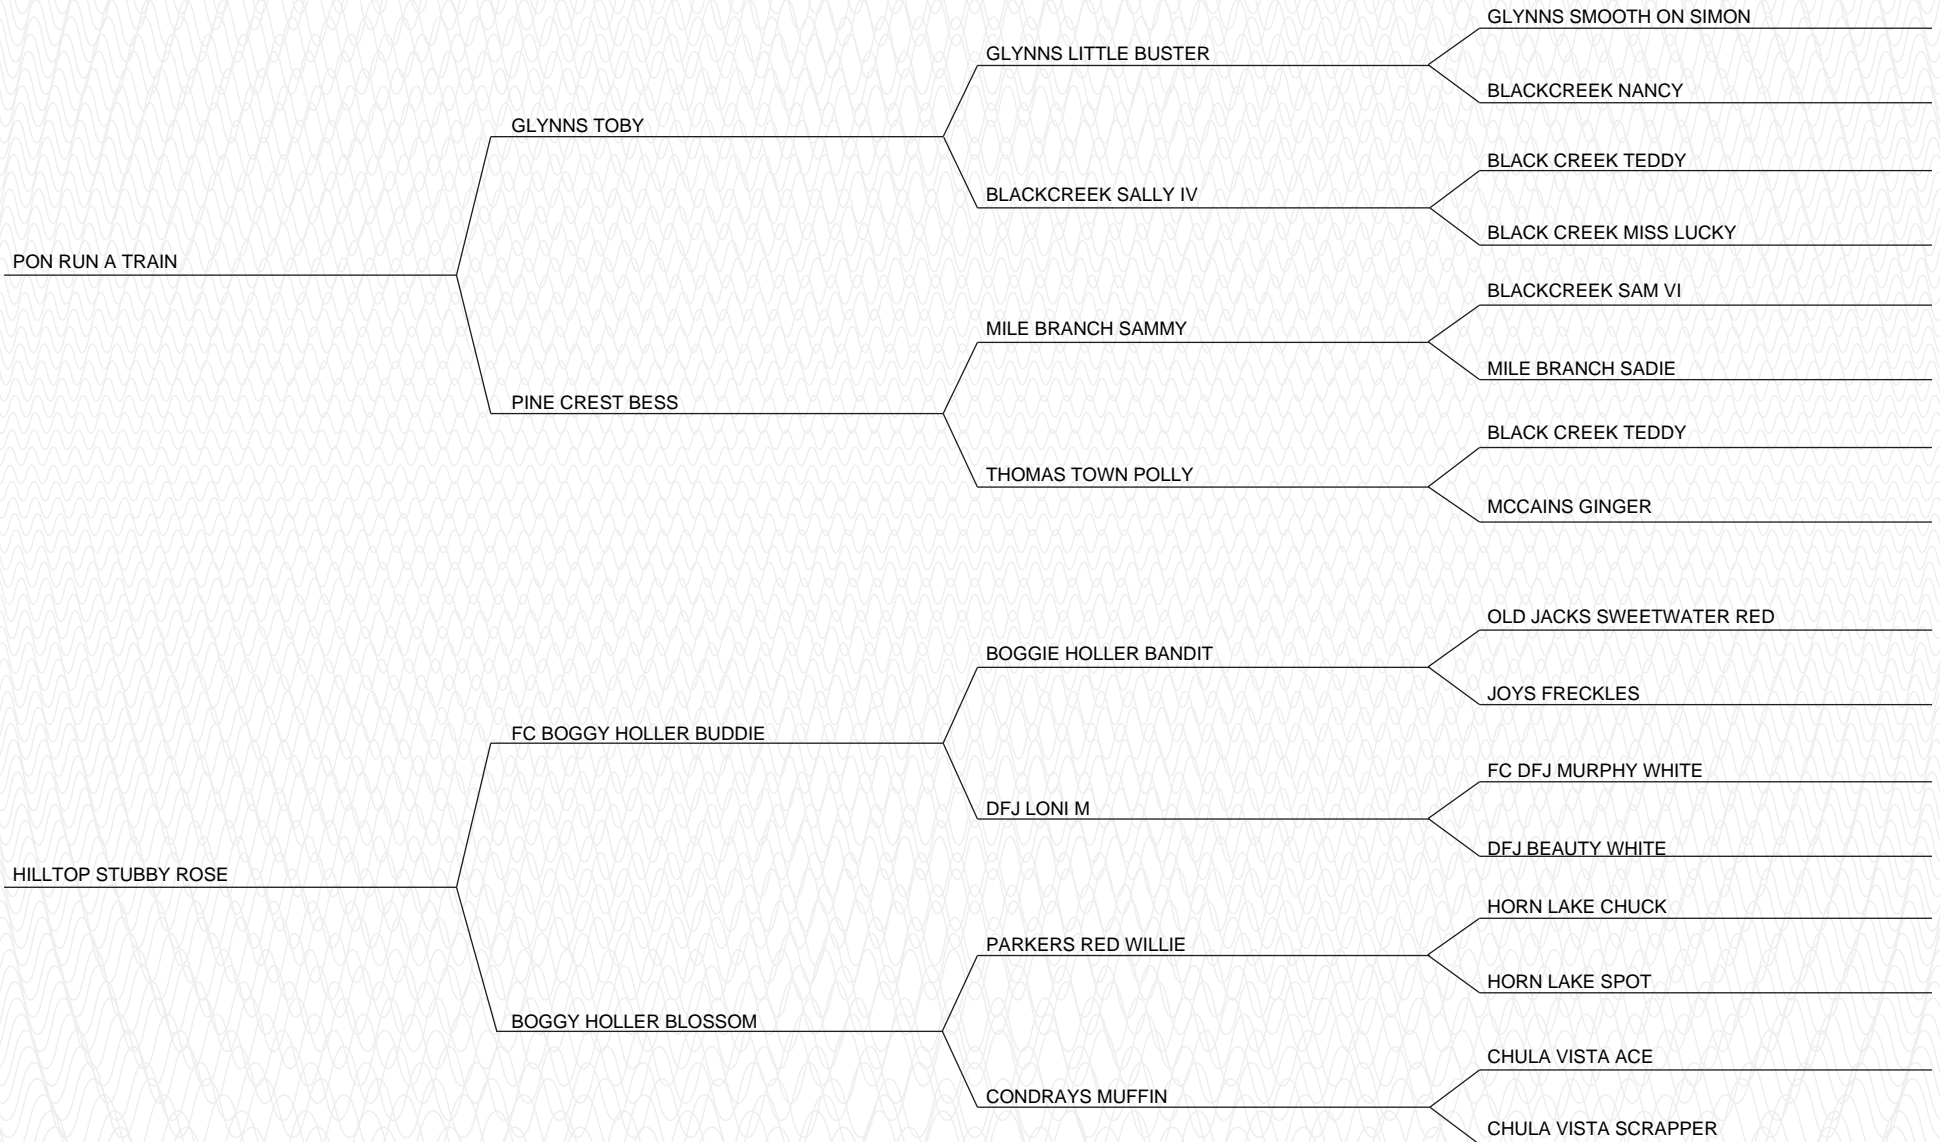 GLYNNS SMOOTH ON SIMON
GLYNNS LITTLE BUSTER
BLACKCREEK NANCY
GLYNNS TOBY
BLACK CREEK TEDDY
BLACKCREEK SALLY IV
BLACK CREEK MISS LUCKY
PON RUN A TRAIN
BLACKCREEK SAM VI
MILE BRANCH SAMMY
MILE BRANCH SADIE
PINE CREST BESS
BLACK CREEK TEDDY
THOMAS TOWN POLLY
MCCAINS GINGER
OLD JACKS SWEETWATER RED
BOGGIE HOLLER BANDIT
JOYS FRECKLES
FC BOGGY HOLLER BUDDIE
FC DFJ MURPHY WHITE
DFJ LONI M
DFJ BEAUTY WHITE
HILLTOP STUBBY ROSE
HORN LAKE CHUCK
PARKERS RED WILLIE
HORN LAKE SPOT
BOGGY HOLLER BLOSSOM
CHULA VISTA ACE
CONDRAYS MUFFIN
CHULA VISTA SCRAPPER